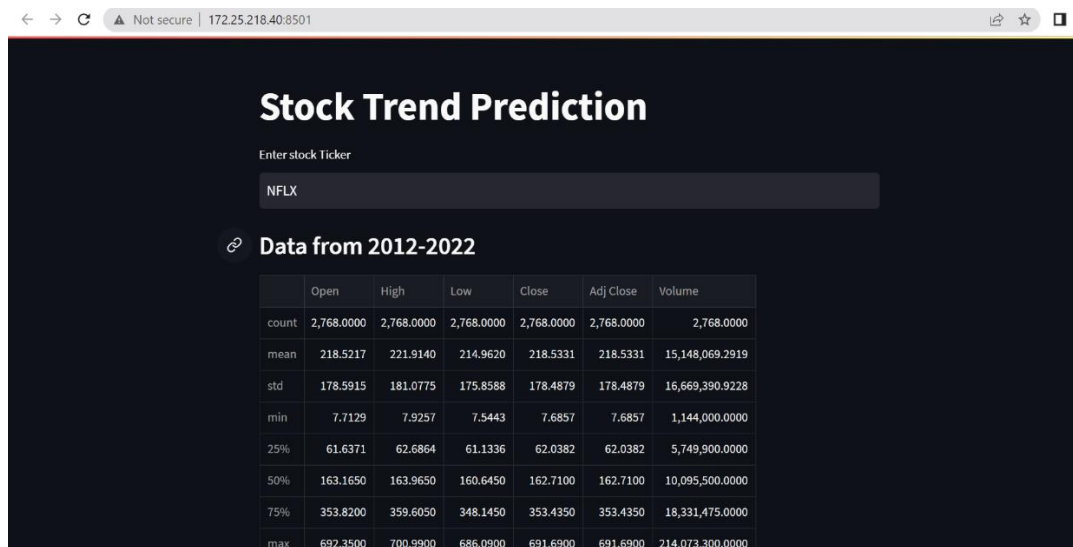 Not secure | 172.25.218.40:8501
Stock Trend Prediction
Enter stock Ticker
NFLX
Data from 2012-2022
Open High Low Close Adj Close Volume
count 2,768.0000 2,768.0000 2,768.0000 2,768.0000 2,768.0000 2,768.0000
mean 218.5217 221.9140 214.9620 218.5331 218.5331 15,148,069.2919
std 178.5915 181.0775 175.8588 178.4879 178.4879 16,669,390.9228
min 7.7129 7.9257 7.5443 7.6857 7.6857 1,144,000.0000
25% 61.6371 62.6864 61.1336 62.0382 62.0382 5,749,900.0000
50% 163.1650 163.9650 160.6450 162.7100 162.7100 10,095,500.0000
75% 353.8200 359.6050 348.1450 353.4350 353.4350 18,331,475.0000
max 692.3500 700.9900 686.0900 691.6900 691.6900 214,073,300.0000